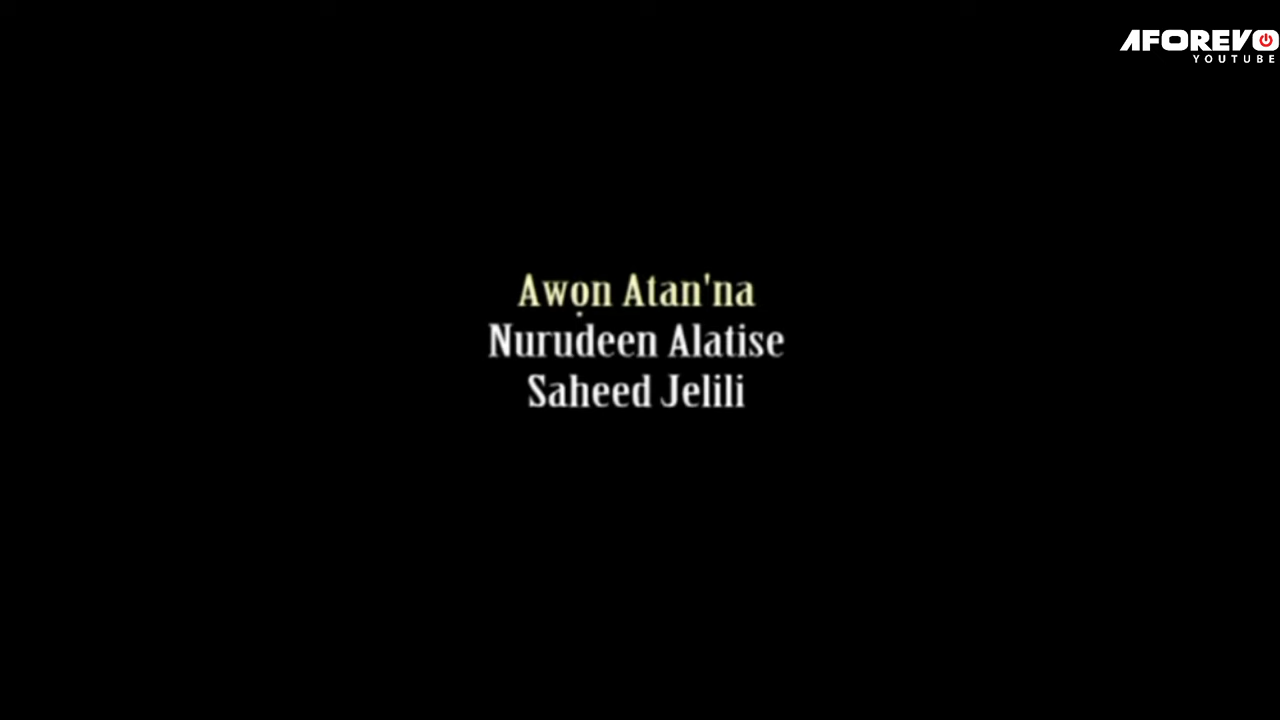 AFOREVO
YOUTUBE
Awọn Atan'na
Nurudeen Alatise
Saheed Jelili